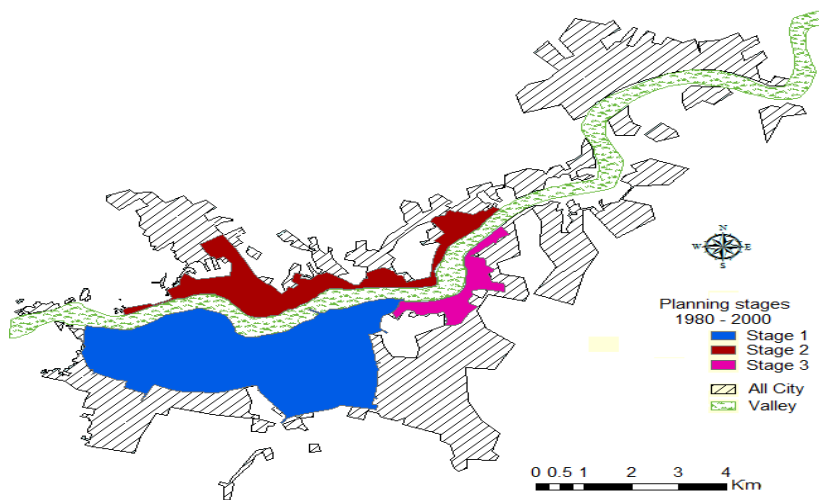 N
W E
S
Planning stages
1980 - 2000
Stage 1
Stage 2
Stage 3
All City
Valley
0 0.5 1 2 3 4
Km